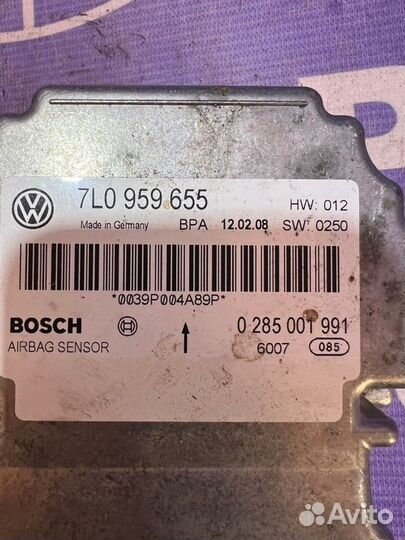 7L0 959 655
HW: 012
Made in Germany
BPA
12.02.08
SW: 0250
*0039P004A89P*
BOSCH
0 285 001 991
AIRBAG SENSOR
6007
085
Avito